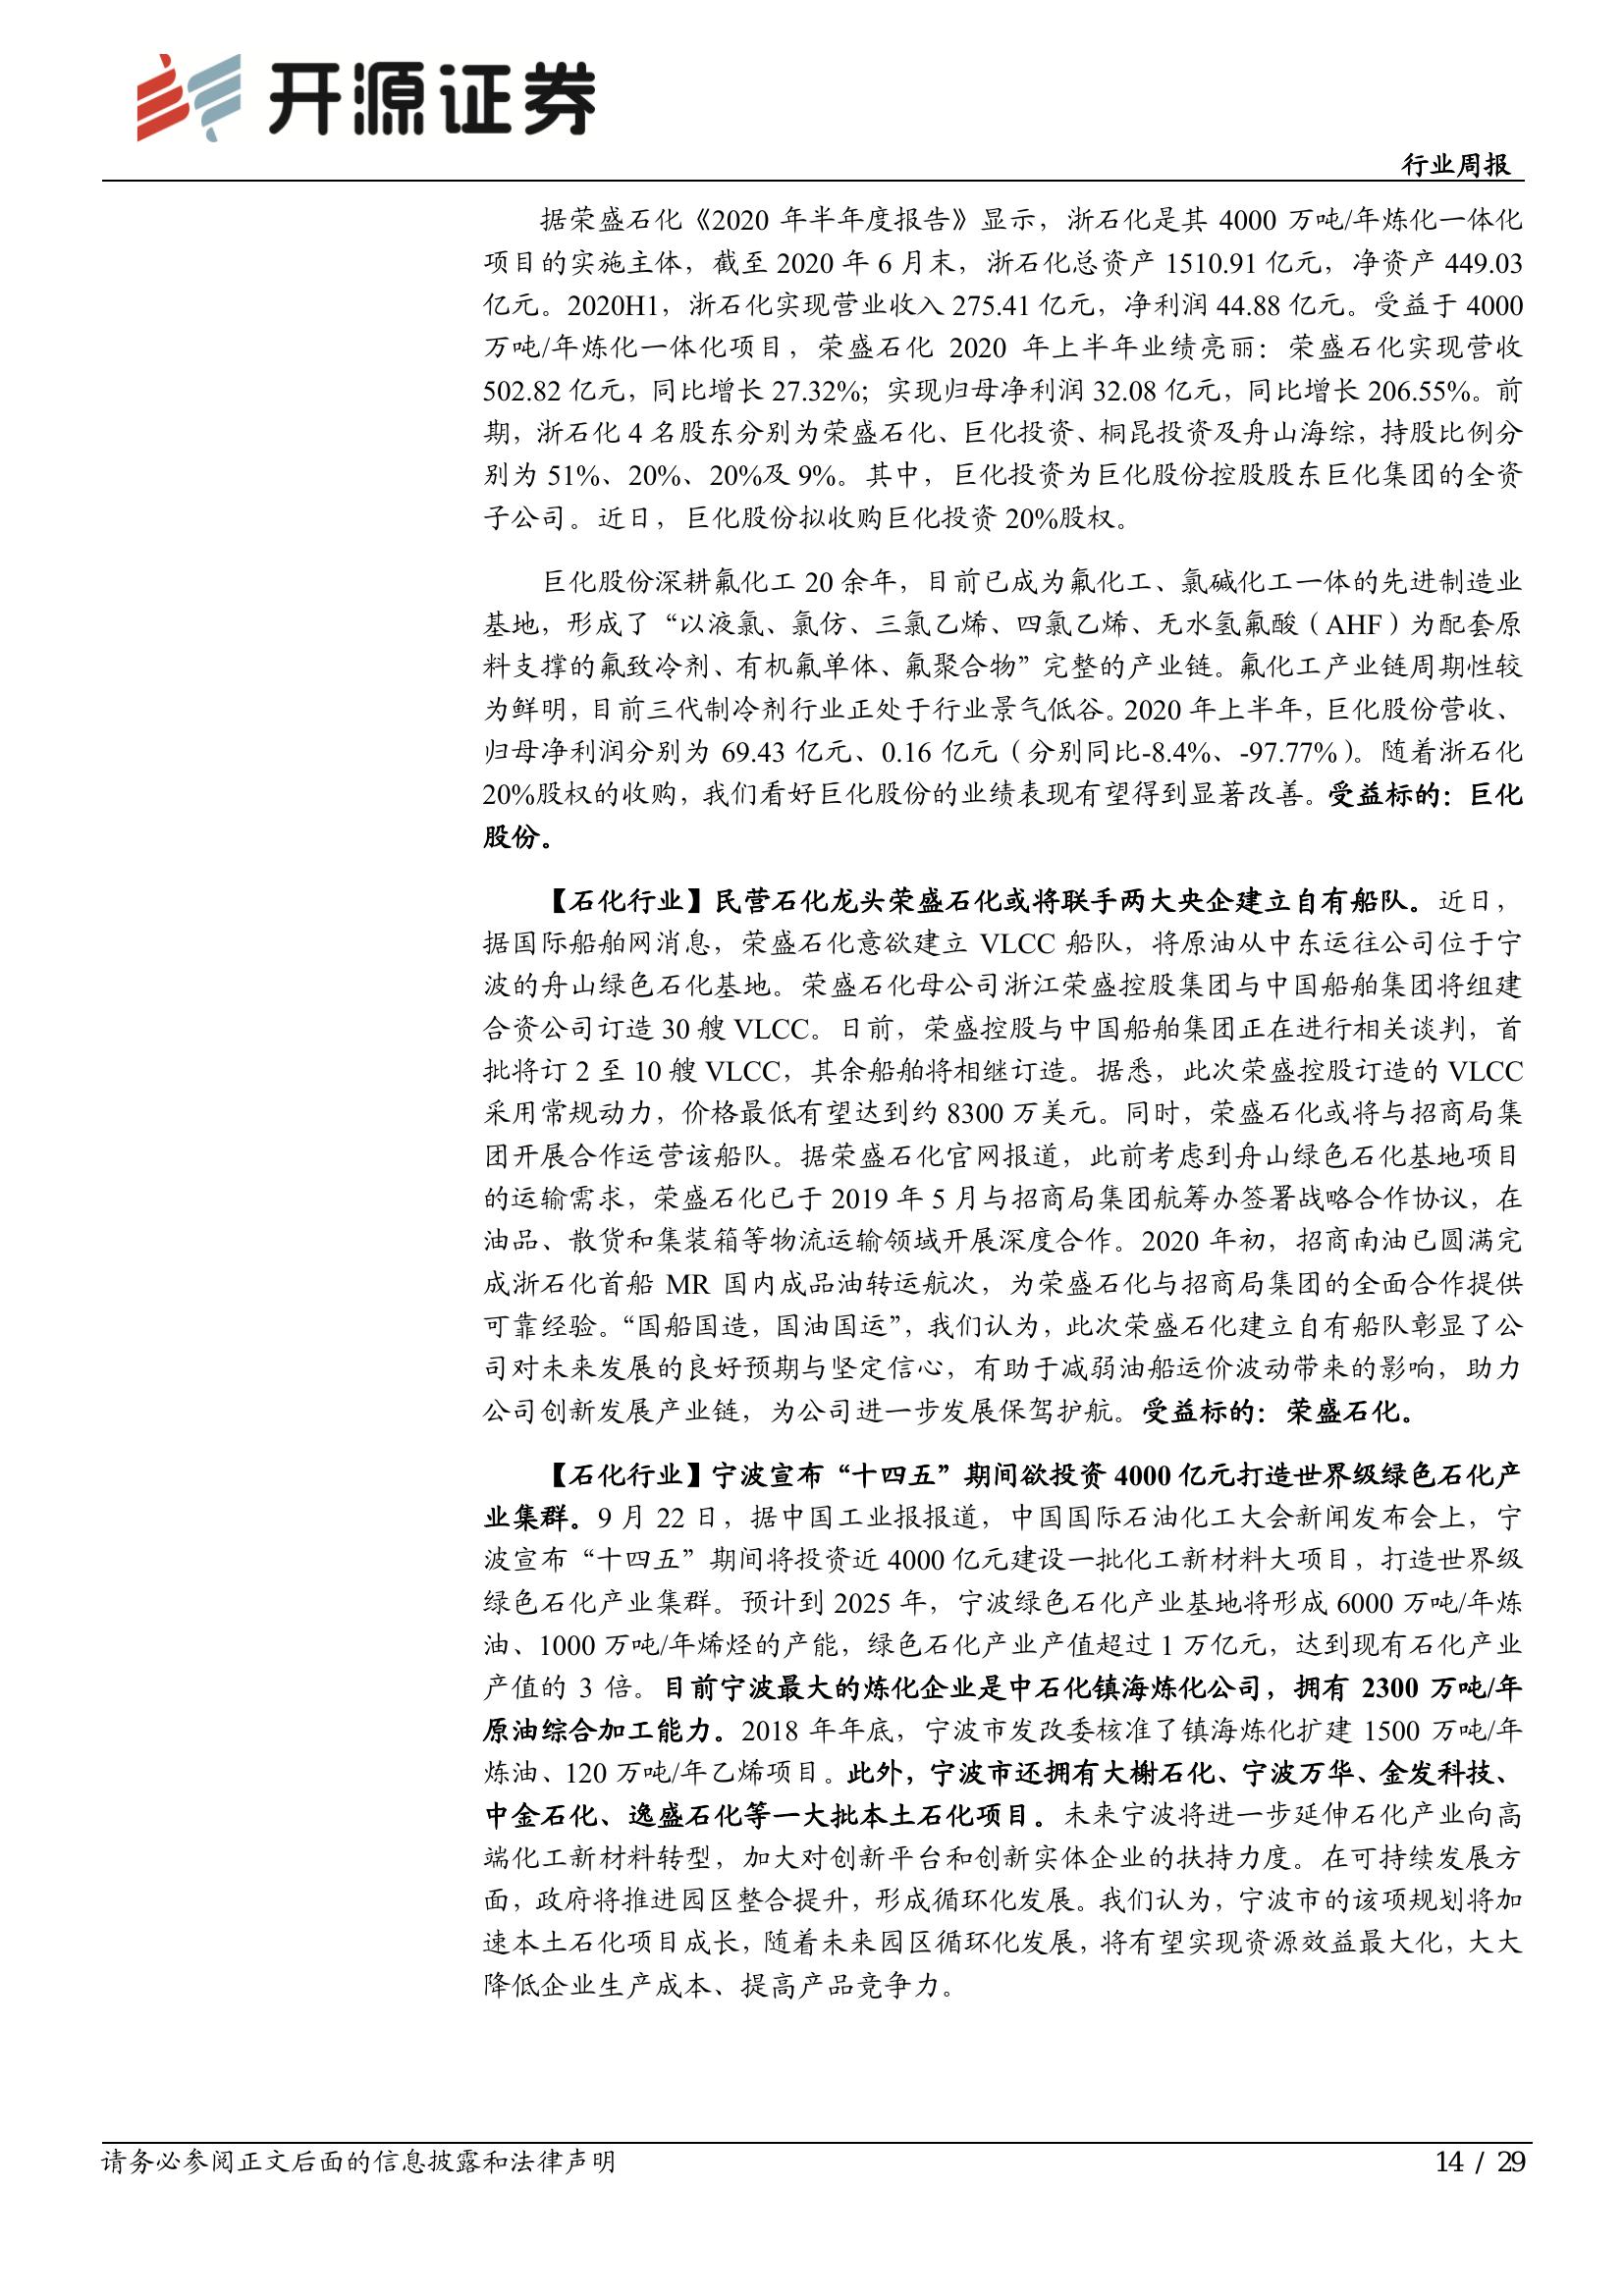 开源证券
行业周报
据荣盛石化《2020 年半年度报告》显示，浙石化是其 4000 万吨/年炼化一体化
项目的实施主体，截至 2020 年 6 月末，浙石化总资产 1510.91 亿元，净资产 449.03
亿元。2020H1，浙石化实现营业收入 275.41 亿元，净利润 44.88 亿元。受益于 4000
万吨/年炼化一体化项目，荣盛石化 2020 年上半年业绩亮丽：荣盛石化实现营收
502.82 亿元，同比增长 27.32%；实现归母净利润 32.08 亿元，同比增长 206.55%。前
期，浙石化 4 名股东分别为荣盛石化、巨化投资、桐昆投资及舟山海综，持股比例分
别为 51%、20%、20%及 9%。其中，巨化投资为巨化股份控股股东巨化集团的全资
子公司。近日，巨化股份拟收购巨化投资 20%股权。
巨化股份深耕氟化工 20 余年，目前已成为氟化工、氯碱化工一体的先进制造业
基地，形成了“以液氯、氯仿、三氯乙烯、四氯乙烯、无水氢氟酸（AHF）为配套原
料支撑的氟致冷剂、有机氟单体、氟聚合物”完整的产业链。氟化工产业链周期性较
为鲜明，目前三代制冷剂行业正处于行业景气低谷。2020 年上半年，巨化股份营收、
归母净利润分别为 69.43 亿元、0.16 亿元（分别同比-8.4%、-97.77%）。随着浙石化
20%股权的收购，我们看好巨化股份的业绩表现有望得到显著改善。受益标的：巨化
股份。
【石化行业】民营石化龙头荣盛石化或将联手两大央企建立自有船队。近日，
据国际船舶网消息，荣盛石化意欲建立 VLCC 船队，将原油从中东运往公司位于宁
波的舟山绿色石化基地。荣盛石化母公司浙江荣盛控股集团与中国船舶集团将组建
合资公司订造 30 艘 VLCC。日前，荣盛控股与中国船舶集团正在进行相关谈判，首
批将订 2 至 10 艘 VLCC，其余船舶将相继订造。据悉，此次荣盛控股订造的 VLCC
采用常规动力，价格最低有望达到约 8300 万美元。同时，荣盛石化或将与招商局集
团开展合作运营该船队。据荣盛石化官网报道，此前考虑到舟山绿色石化基地项目
的运输需求，荣盛石化已于 2019 年 5 月与招商局集团航筹办签署战略合作协议，在
油品、散货和集装箱等物流运输领域开展深度合作。2020 年初，招商南油已圆满完
成浙石化首船 MR 国内成品油转运航次，为荣盛石化与招商局集团的全面合作提供
可靠经验。“国船国造，国油国运”，我们认为，此次荣盛石化建立自有船队彰显了公
司对未来发展的良好预期与坚定信心，有助于减弱油船运价波动带来的影响，助力
公司创新发展产业链，为公司进一步发展保驾护航。受益标的：荣盛石化。
【石化行业】宁波宣布“十四五”期间欲投资 4000 亿元打造世界级绿色石化产
业集群。9 月 22 日，据中国工业报报道，中国国际石油化工大会新闻发布会上，宁
波宣布“十四五”期间将投资近 4000 亿元建设一批化工新材料大项目，打造世界级
绿色石化产业集群。预计到 2025 年，宁波绿色石化产业基地将形成 6000 万吨/年炼
油、1000 万吨/年烯烃的产能，绿色石化产业产值超过 1 万亿元，达到现有石化产业
产值的 3 倍。目前宁波最大的炼化企业是中石化镇海炼化公司，拥有 2300 万吨/年
原油综合加工能力。2018 年年底，宁波市发改委核准了镇海炼化扩建 1500 万吨/年
炼油、120 万吨/年乙烯项目。此外，宁波市还拥有大榭石化、宁波万华、金发科技、
中金石化、逸盛石化等一大批本土石化项目。未来宁波将进一步延伸石化产业向高
端化工新材料转型，加大对创新平台和创新实体企业的扶持力度。在可持续发展方
面，政府将推进园区整合提升，形成循环化发展。我们认为，宁波市的该项规划将加
速本土石化项目成长，随着未来园区循环化发展，将有望实现资源效益最大化，大大
降低企业生产成本、提高产品竞争力。
请务必参阅正文后面的信息披露和法律声明
14 / 29